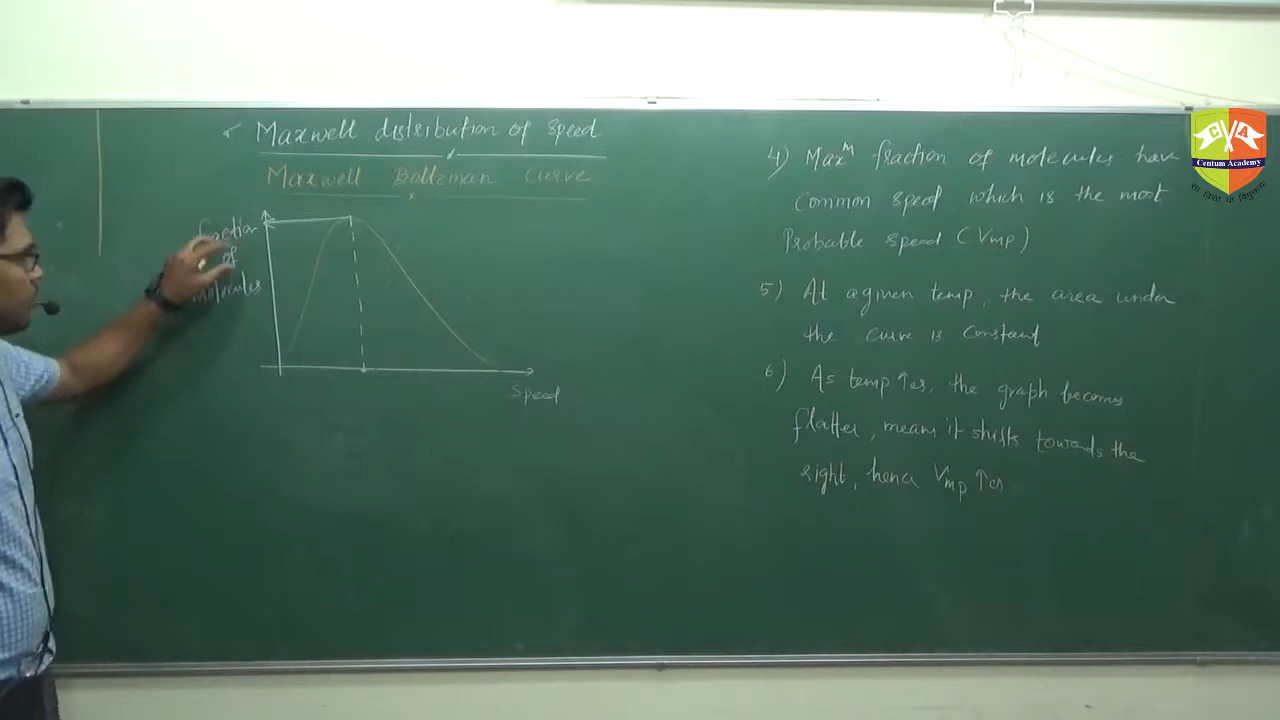 Maxwell distribution of speed
Maxwell Boltzman curve
fraction
of
molecules
Speed
4) Maxᴹ fraction of molecules have
Common speed which is the most
Probable speed (Vmp)
5) At a given temp, the area under
the curve is Constant
6) As temp ↑es, the graph becomes
flatter, means it shifts towards the
right, hence Vmp ↑es
C A
Centum Academy